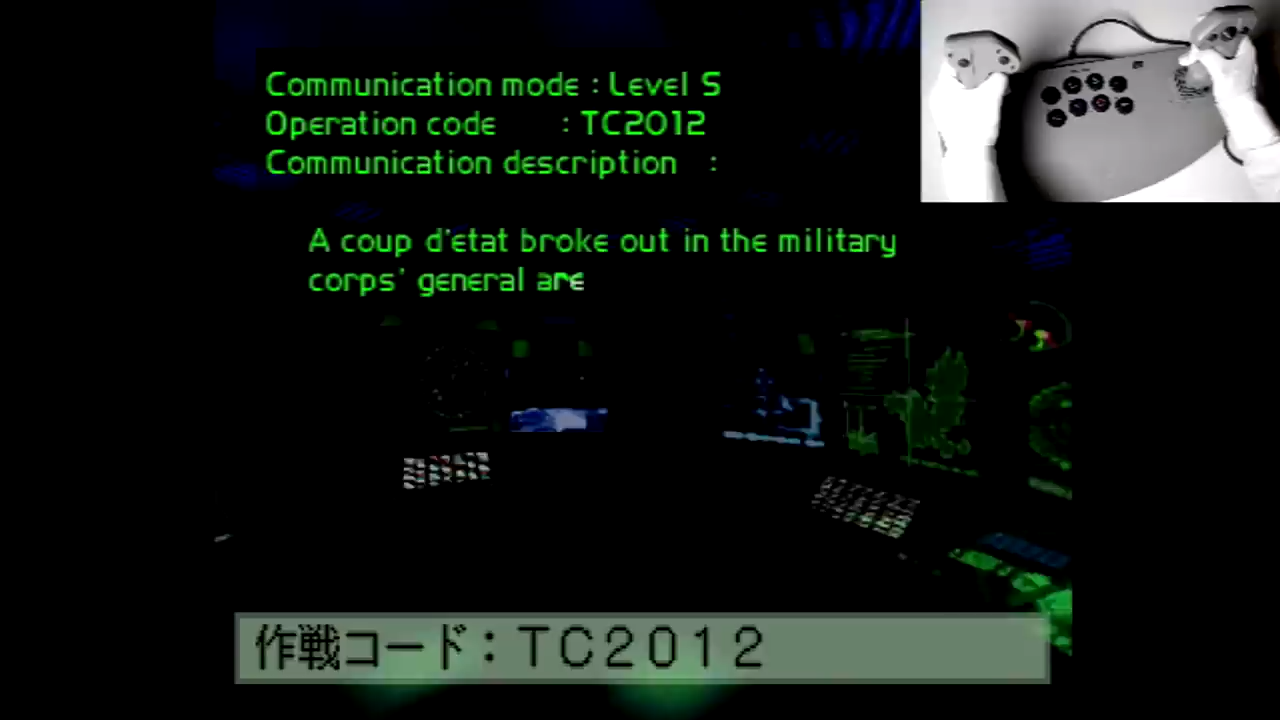 Communication mode : Level S
Operation code : TC2012
Communication description :
A coup d'etat broke out in the military
corps' general are
作戦コード：TC2012